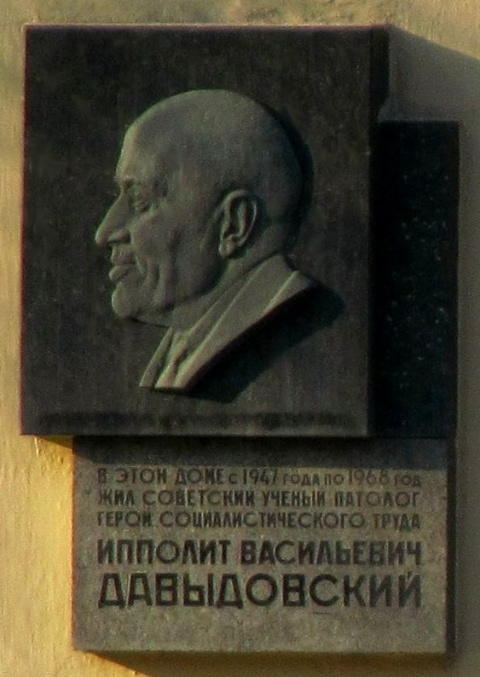 В ЭТОМ ДОМЕ С 1947 ГОДА ПО 1968 ГОД
ЖИЛ СОВЕТСКИЙ УЧЕНЫЙ ПАТОЛОГ
ГЕРОЙ СОЦИАЛИСТИЧЕСКОГО ТРУДА
ИППОЛИТ ВАСИЛЬЕВИЧ
ДАВЫДОВСКИЙ